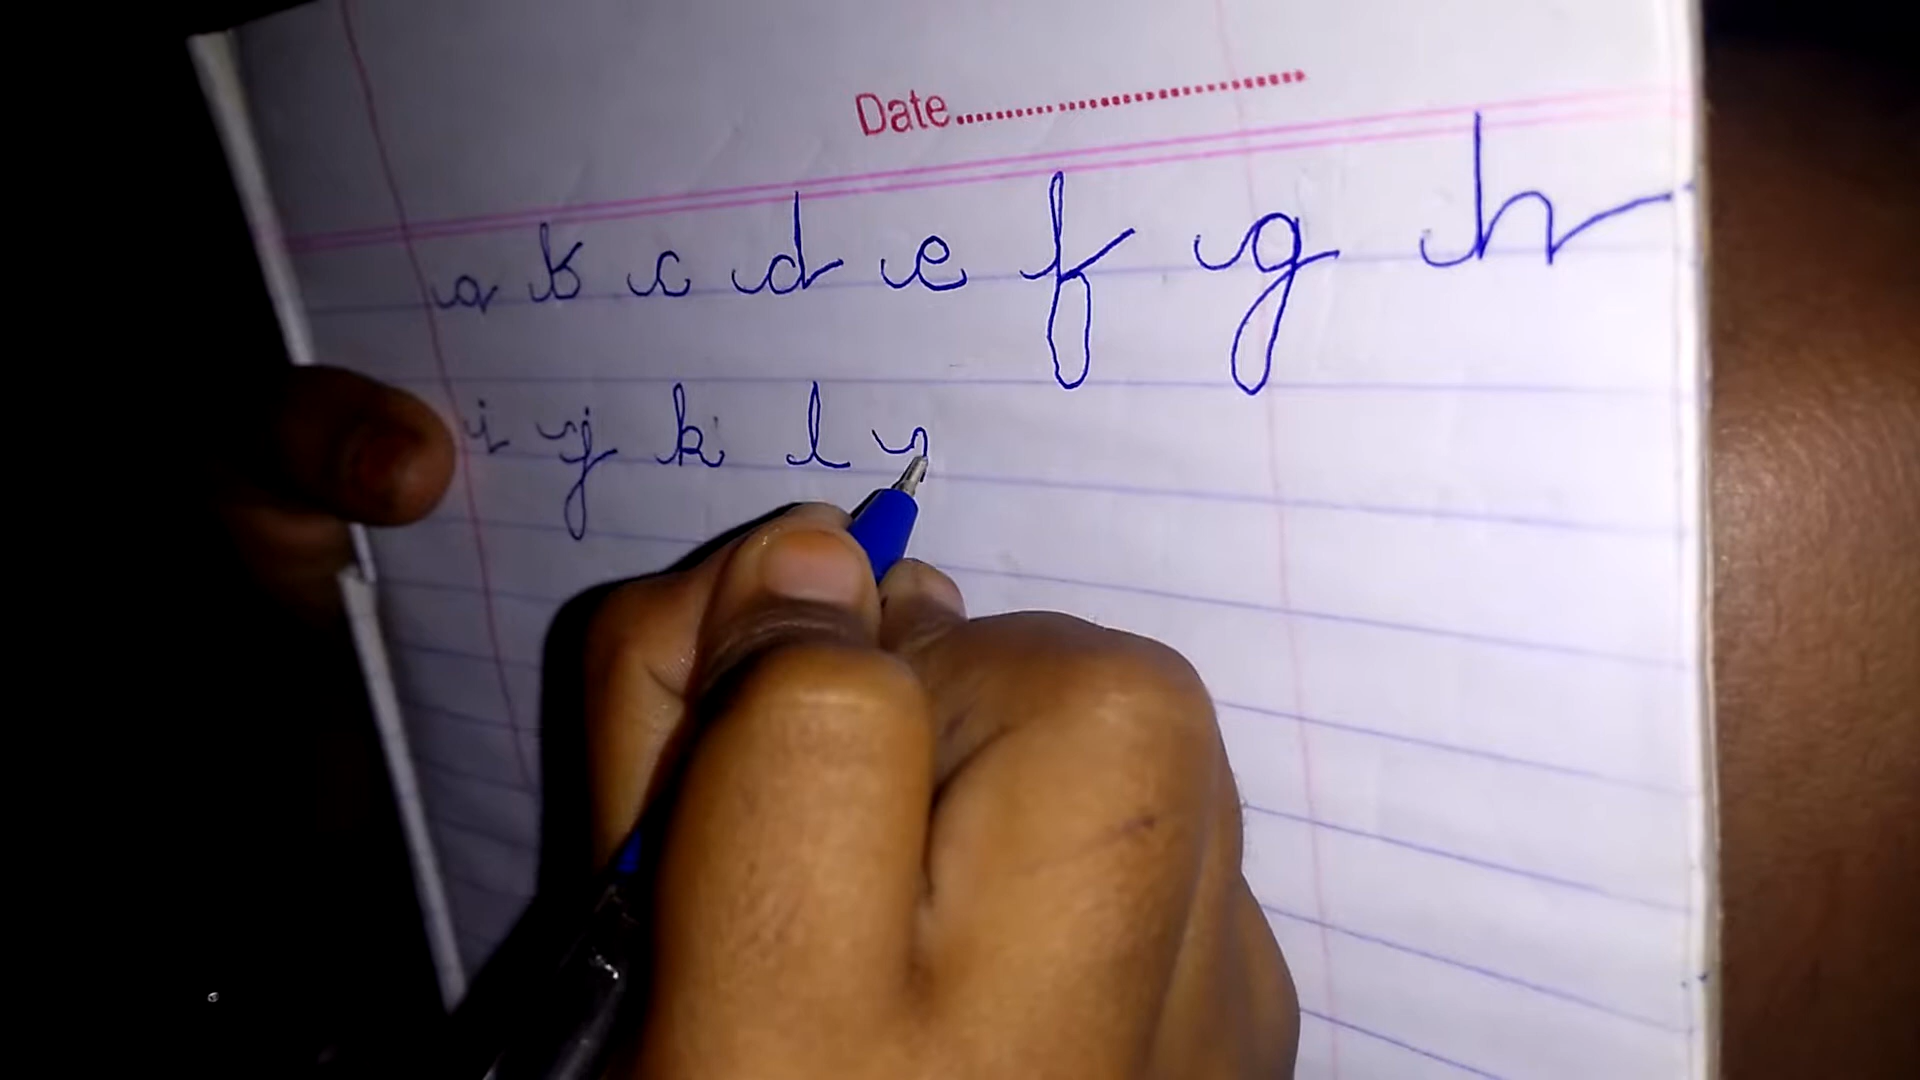 Date..............................
a b c d e f g h
i j k l